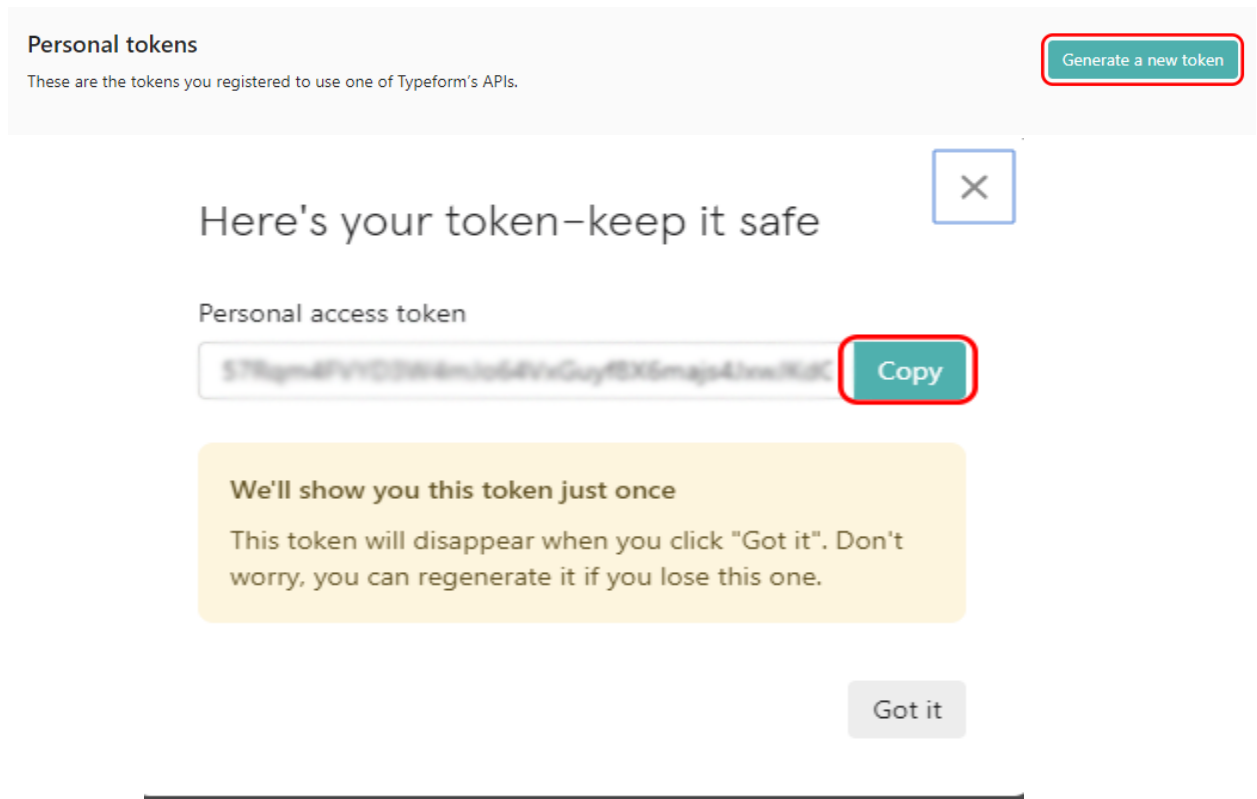 Personal tokens
Generate a new token
These are the tokens you registered to use one of Typeform's APIs.
Here's your token–keep it safe
Personal access token
Copy
We'll show you this token just once
This token will disappear when you click "Got it". Don't
worry, you can regenerate it if you lose this one.
Got it